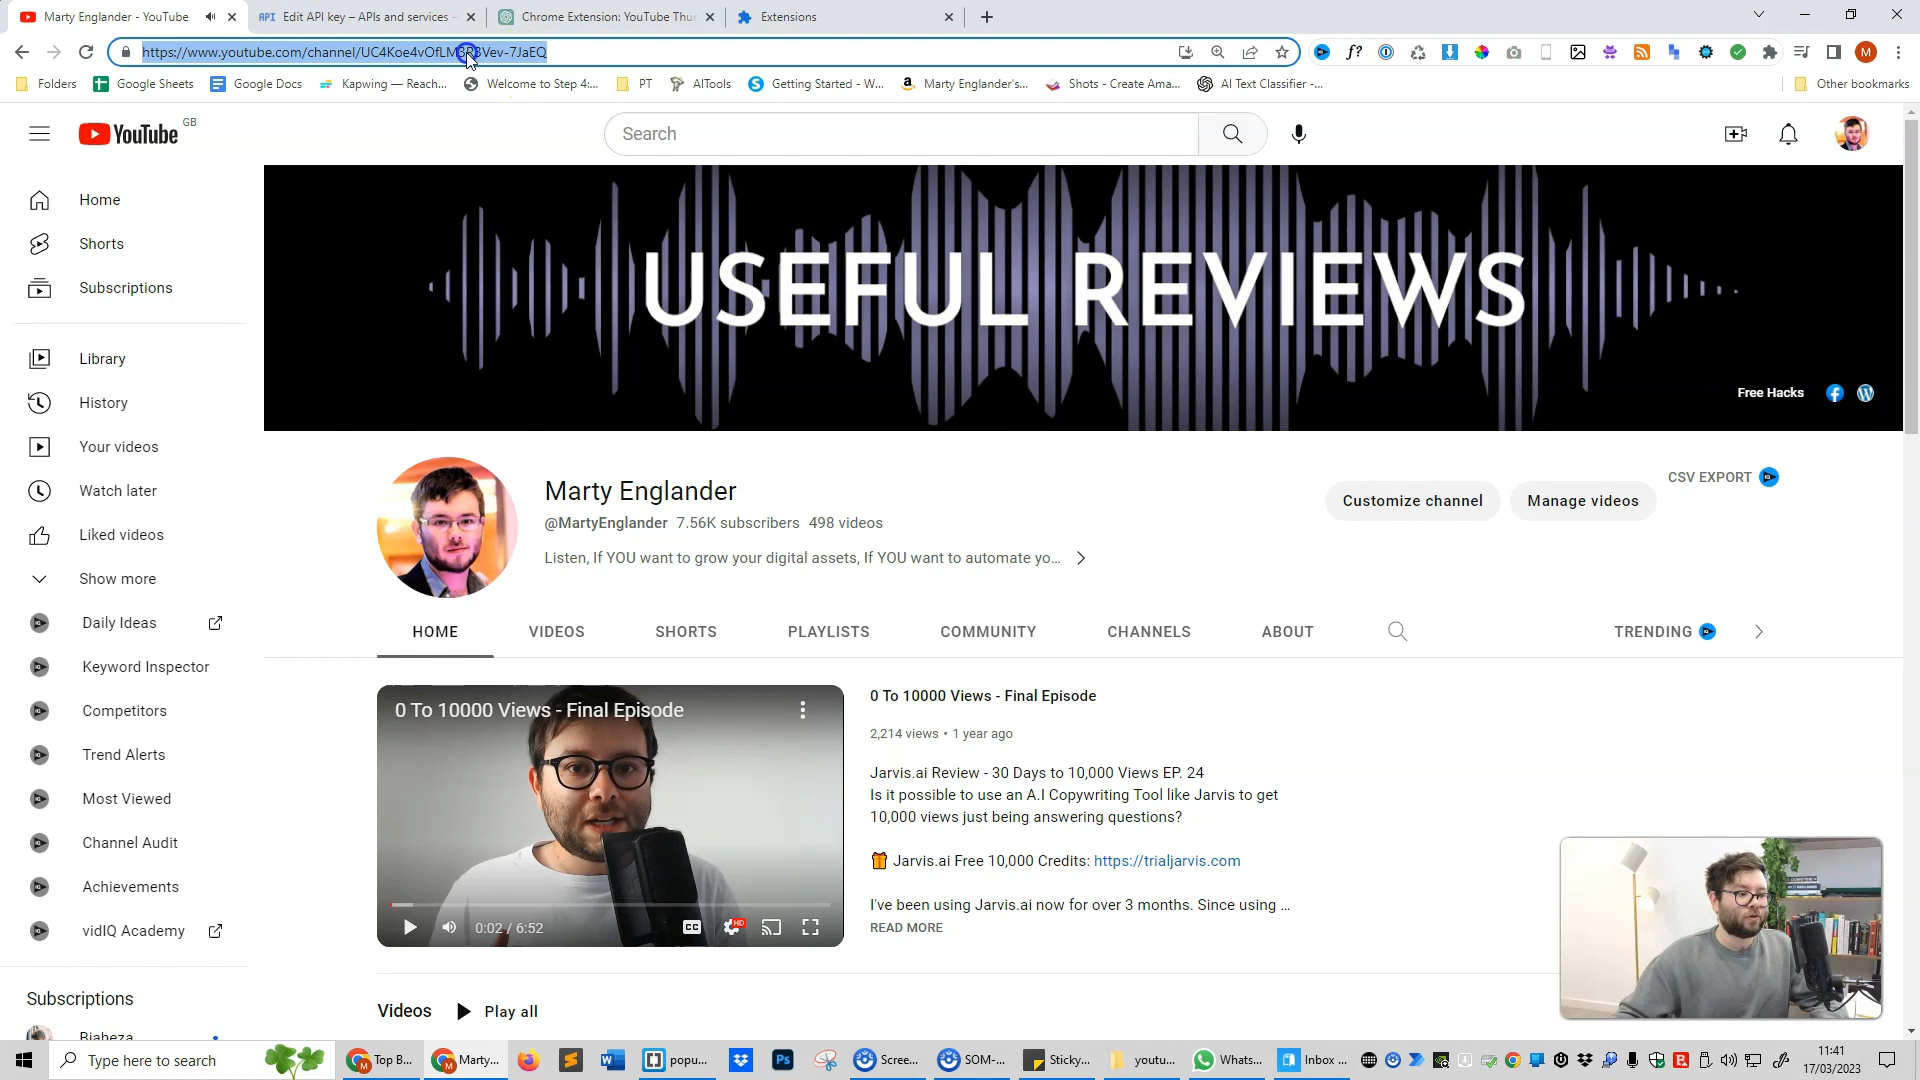 Marty Englander - YouTube
API Edit API key – APIs and services –
Chrome Extension: YouTube Thu
Extensions
https://www.youtube.com/channel/UC4Koe4vOfLM3R3Vev-7JaEQ
Folders
Google Sheets
Google Docs
Kapwing — Reach...
Welcome to Step 4:...
PT
AITools
Getting Started - W...
Marty Englander's...
Shots - Create Ama...
AI Text Classifier -...
Other bookmarks
YouTube GB
Search
Home
Shorts
Subscriptions
Library
History
Your videos
Watch later
Liked videos
Show more
Daily Ideas
Keyword Inspector
Competitors
Trend Alerts
Most Viewed
Channel Audit
Achievements
vidIQ Academy
Subscriptions
Biaheza
USEFUL REVIEWS
Free Hacks
Marty Englander
@MartyEnglander 7.56K subscribers 498 videos
Listen, If YOU want to grow your digital assets, If YOU want to automate yo...
Customize channel
Manage videos
CSV EXPORT
HOME
VIDEOS
SHORTS
PLAYLISTS
COMMUNITY
CHANNELS
ABOUT
TRENDING
0 To 10000 Views - Final Episode
0:02 / 6:52
CC
HD
0 To 10000 Views - Final Episode
2,214 views • 1 year ago
Jarvis.ai Review - 30 Days to 10,000 Views EP. 24
Is it possible to use an A.I Copywriting Tool like Jarvis to get
10,000 views just being answering questions?
Jarvis.ai Free 10,000 Credits: https://trialjarvis.com
I've been using Jarvis.ai now for over 3 months. Since using ...
READ MORE
Videos
Play all
Type here to search
Top B...
Marty...
popu...
Scree...
SOM-...
Sticky...
youtu...
Whats...
Inbox ...
11:41
17/03/2023